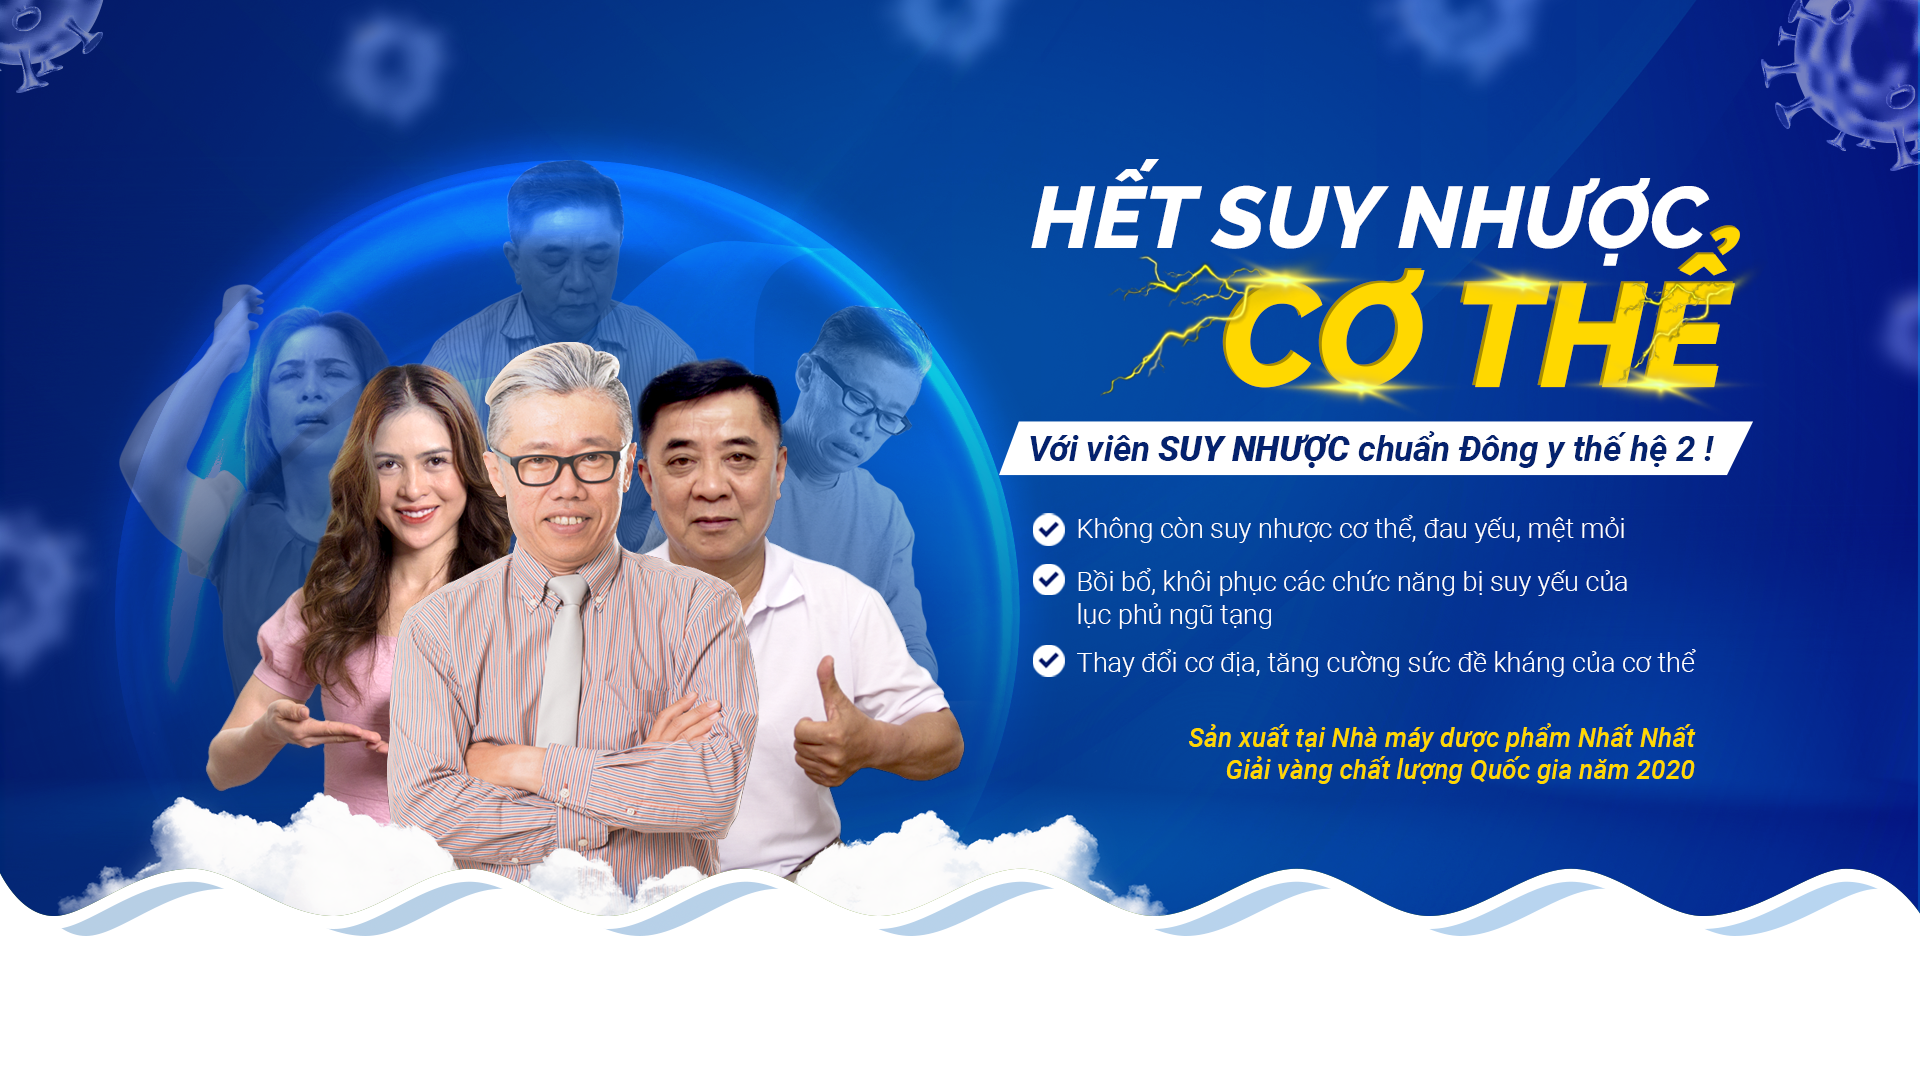 HẾT SUY NHƯỢC
CƠ THỂ
Với viên SUY NHƯỢC chuẩn Đông y thế hệ 2 !
Không còn suy nhược cơ thể, đau yếu, mệt mỏi
Bồi bổ, khôi phục các chức năng bị suy yếu của
lục phủ ngũ tạng
Thay đổi cơ địa, tăng cường sức đề kháng của cơ thể
Sản xuất tại Nhà máy dược phẩm Nhất Nhất
Giải vàng chất lượng Quốc gia năm 2020